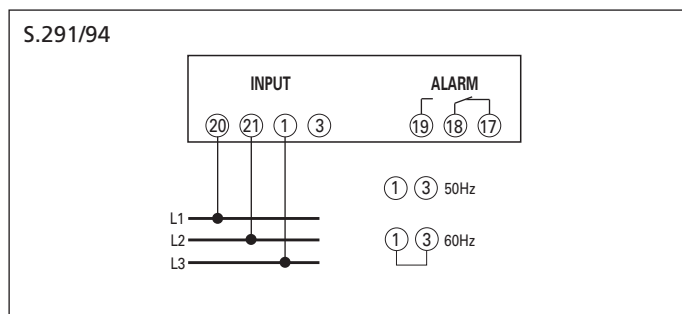 S.291/94
INPUT ALARM
20 21 1 3 19 18 17
1 3 50Hz
L1
L2 1 3 60Hz
L3